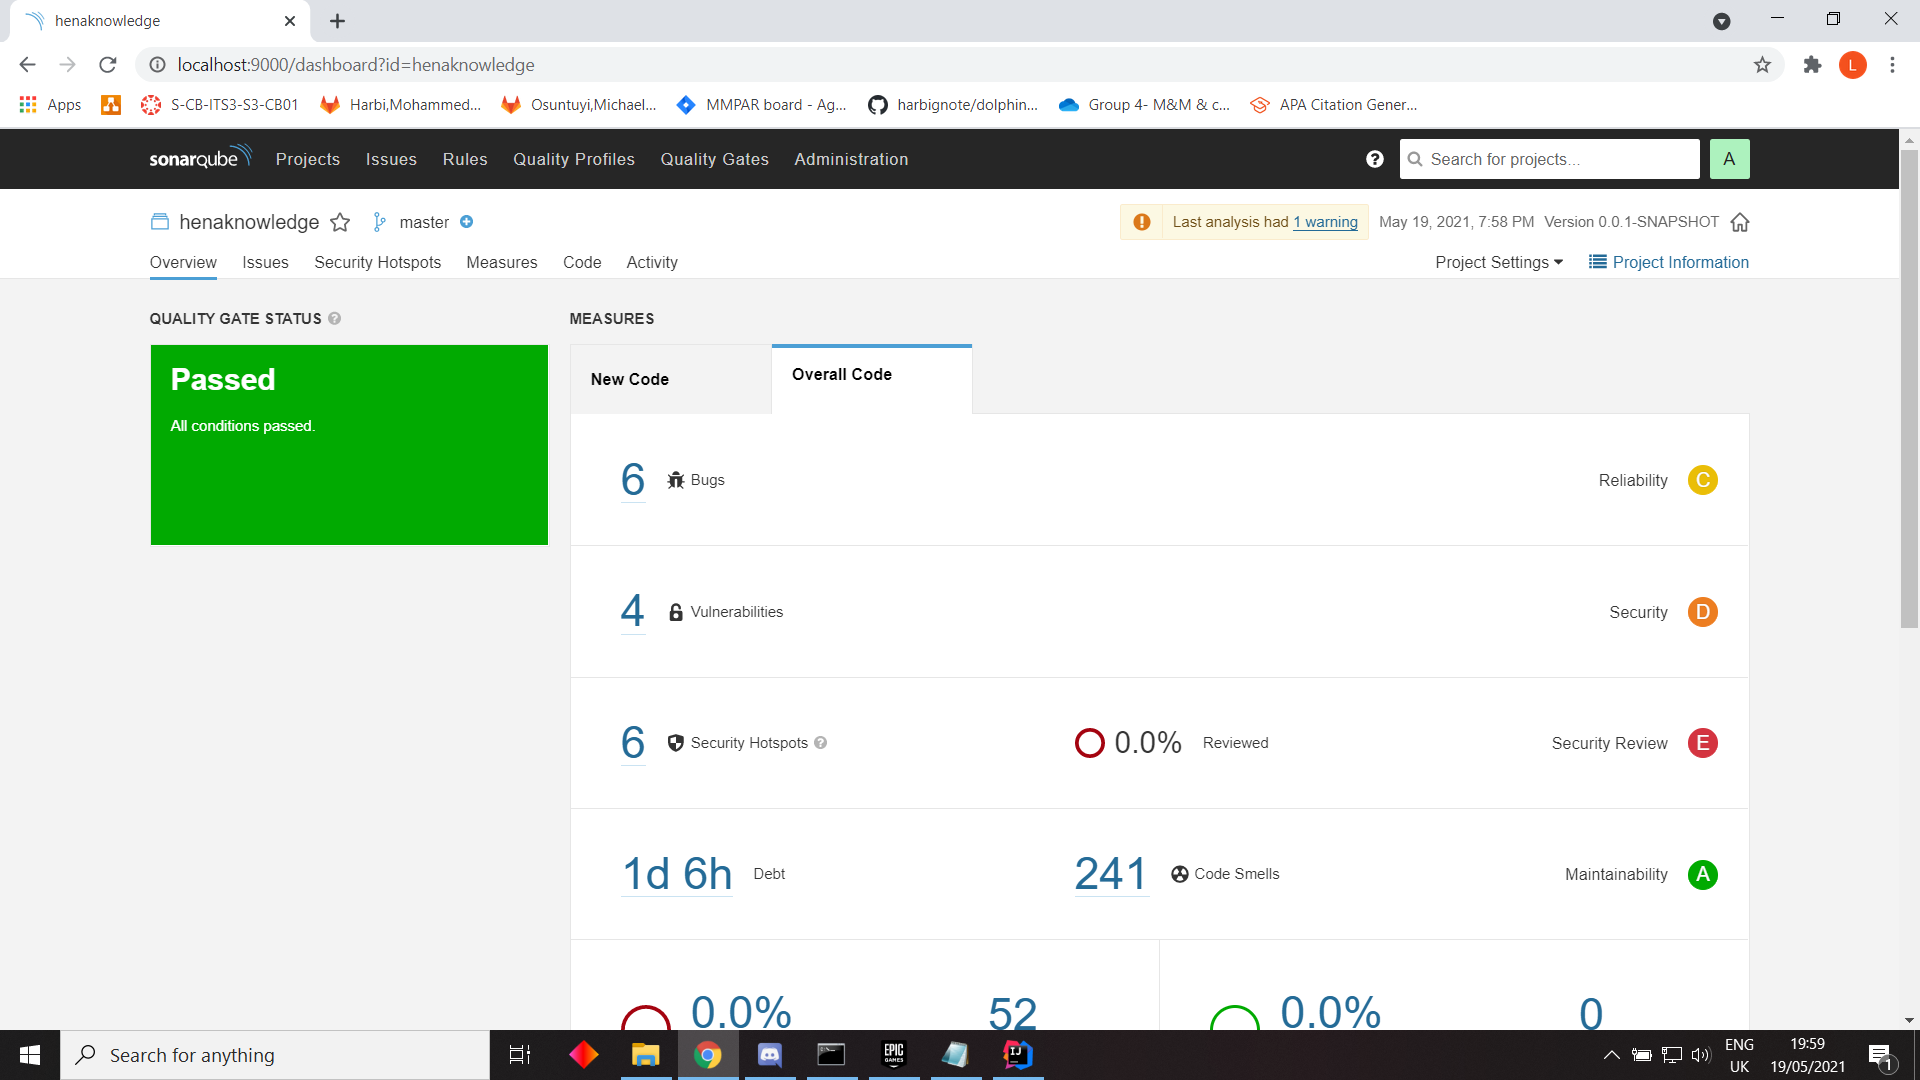 henaknowledge
localhost:9000/dashboard?id=henaknowledge
L
Apps
S-CB-ITS3-S3-CB01
Harbi,Mohammed...
Osuntuyi,Michael...
MMPAR board - Ag...
harbignote/dolphin...
Group 4- M&M & c...
APA Citation Gener...
sonarqube Projects Issues Rules Quality Profiles Quality Gates Administration
? Search for projects... A
henaknowledge master
Last analysis had 1 warning May 19, 2021, 7:58 PM Version 0.0.1-SNAPSHOT
Overview Issues Security Hotspots Measures Code Activity
Project Settings Project Information
QUALITY GATE STATUS ?
Passed
All conditions passed.
MEASURES
New Code
Overall Code
6 Bugs Reliability C
4 Vulnerabilities Security D
6 Security Hotspots ? 0.0% Reviewed Security Review E
1d 6h Debt 241 Code Smells Maintainability A
0.0% 52 0.0% 0
Search for anything
EPIC
GAMES
IJ
ENG
UK
19:59
19/05/2021
1